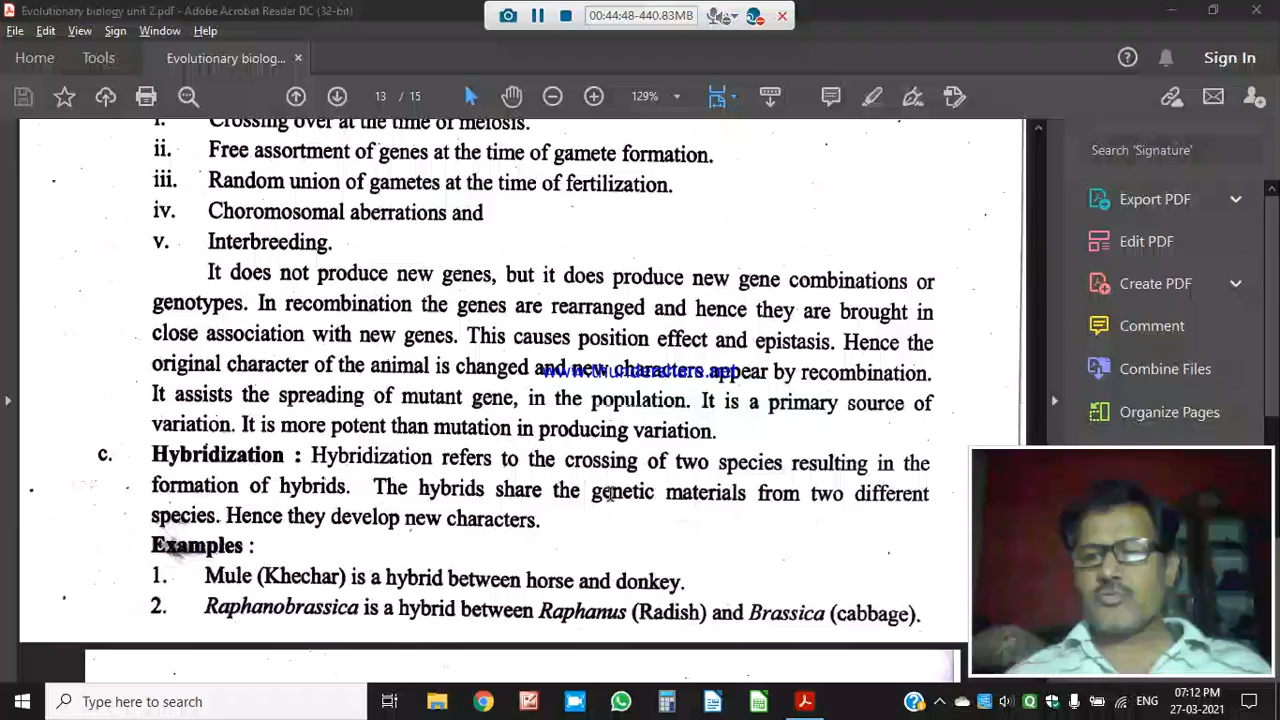 Evolutionary biology unit 2.pdf - Adobe Acrobat Reader DC (32-bit)
00:44:48-440.83MB
File Edit View Sign Window Help
Home Tools Evolutionary biolog... × Sign In
13 / 15 129%
i. Crossing over at the time of meiosis.
ii. Free assortment of genes at the time of gamete formation.
iii. Random union of gametes at the time of fertilization.
iv. Choromosomal aberrations and
v. Interbreeding.
It does not produce new genes, but it does produce new gene combinations or
genotypes. In recombination the genes are rearranged and hence they are brought in
close association with new genes. This causes position effect and epistasis. Hence the
original character of the animal is changed and new characters appear by recombination.
It assists the spreading of mutant gene, in the population. It is a primary source of
variation. It is more potent than mutation in producing variation.
c. Hybridization : Hybridization refers to the crossing of two species resulting in the
formation of hybrids. The hybrids share the genetic materials from two different
species. Hence they develop new characters.
Examples :
1. Mule (Khechar) is a hybrid between horse and donkey.
2. Raphanobrassica is a hybrid between Raphanus (Radish) and Brassica (cabbage).
Search 'Signature'
Export PDF
Edit PDF
Create PDF
Comment
Combine Files
Organize Pages
Type here to search
ENG
07:12 PM
27-03-2021